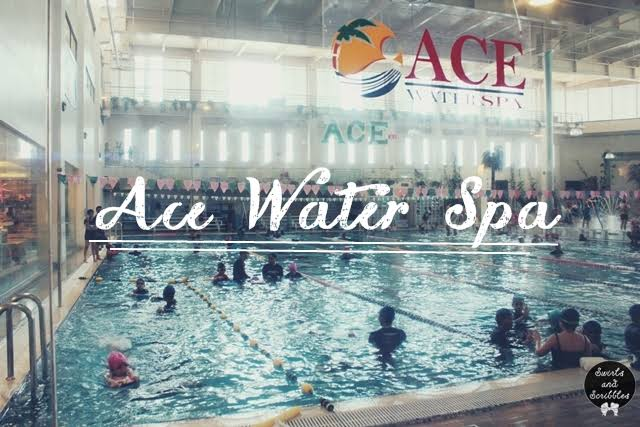 ACE
WATER SPA
ACE
Ace Water Spa
Swirls
and
Scribbles